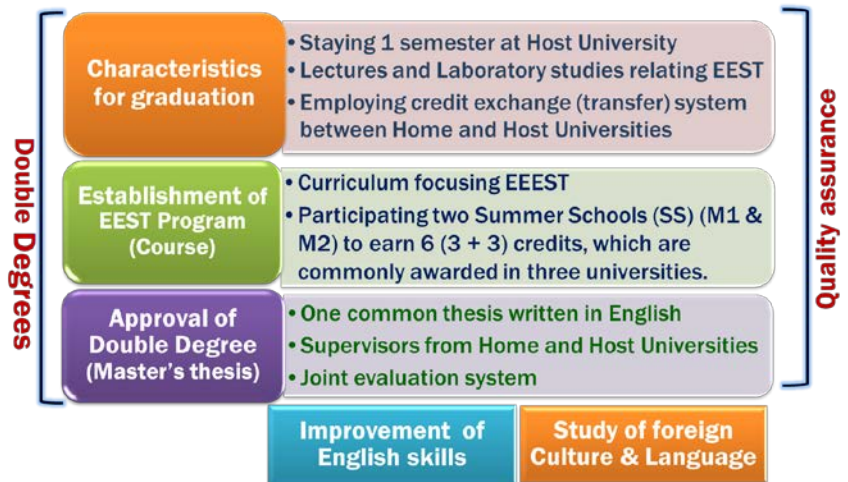 Double Degrees
Characteristics
for graduation
• Staying 1 semester at Host University
• Lectures and Laboratory studies relating EEST
• Employing credit exchange (transfer) system
between Home and Host Universities
Establishment of
EEST Program
(Course)
• Curriculum focusing EEEST
• Participating two Summer Schools (SS) (M1 &
M2) to earn 6 (3 + 3) credits, which are
commonly awarded in three universities.
Approval of
Double Degree
(Master's thesis)
• One common thesis written in English
• Supervisors from Home and Host Universities
• Joint evaluation system
Quality assurance
Improvement of
English skills
Study of foreign
Culture & Language